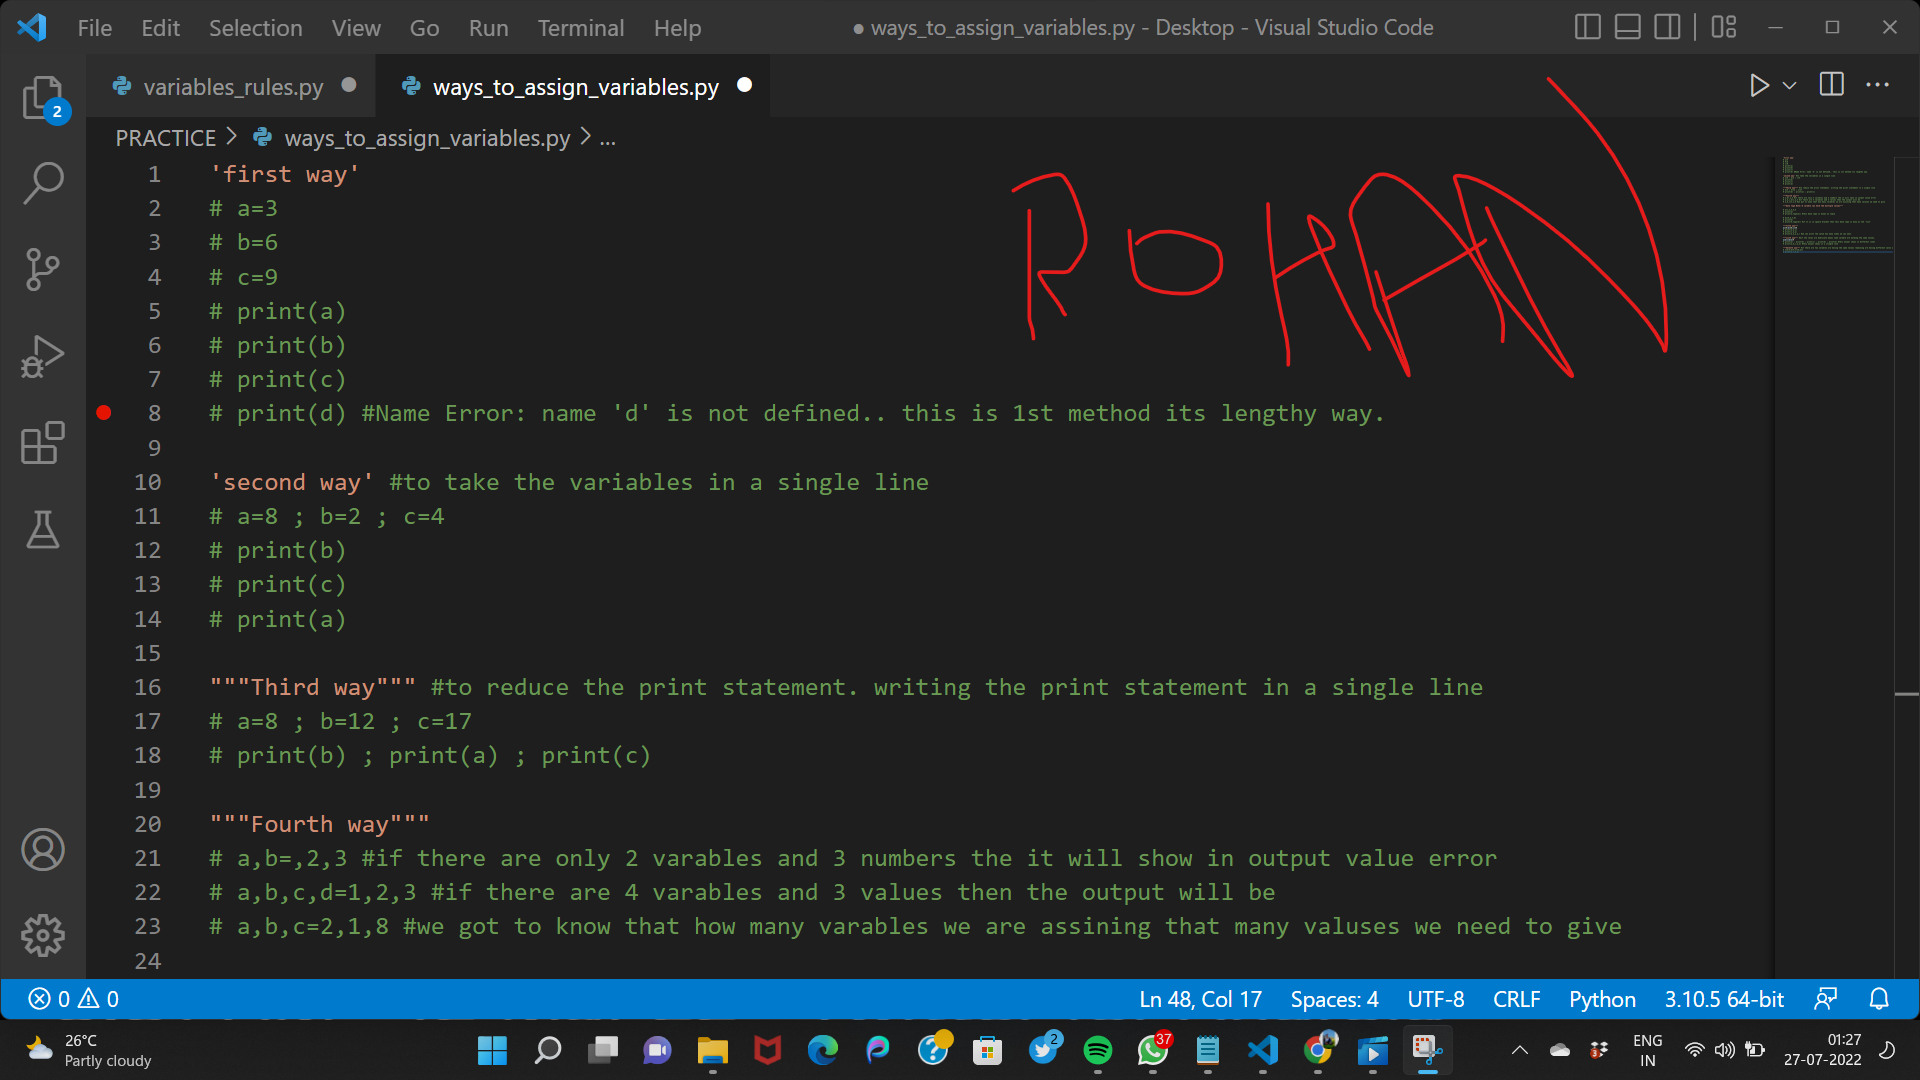 File Edit Selection View Go Run Terminal Help ● ways_to_assign_variables.py - Desktop - Visual Studio Code
variables_rules.py ways_to_assign_variables.py
2
PRACTICE > ways_to_assign_variables.py > ...
ROHAN
1 'first way'
2 # a=3
3 # b=6
4 # c=9
5 # print(a)
6 # print(b)
7 # print(c)
8 # print(d) #Name Error: name 'd' is not defined.. this is 1st method its lengthy way.
9
10 'second way' #to take the variables in a single line
11 # a=8 ; b=2 ; c=4
12 # print(b)
13 # print(c)
14 # print(a)
15
16 """Third way""" #to reduce the print statement. writing the print statement in a single line
17 # a=8 ; b=12 ; c=17
18 # print(b) ; print(a) ; print(c)
19
20 """Fourth way"""
21 # a,b=,2,3 #if there are only 2 varables and 3 numbers the it will show in output value error
22 # a,b,c,d=1,2,3 #if there are 4 varables and 3 values then the output will be
23 # a,b,c=2,1,8 #we got to know that how many varables we are assining that many valuses we need to give
24
0 0 Ln 48, Col 17 Spaces: 4 UTF-8 CRLF Python 3.10.5 64-bit
26°C
Partly cloudy
2 37 3
ENG
IN
01:27
27-07-2022